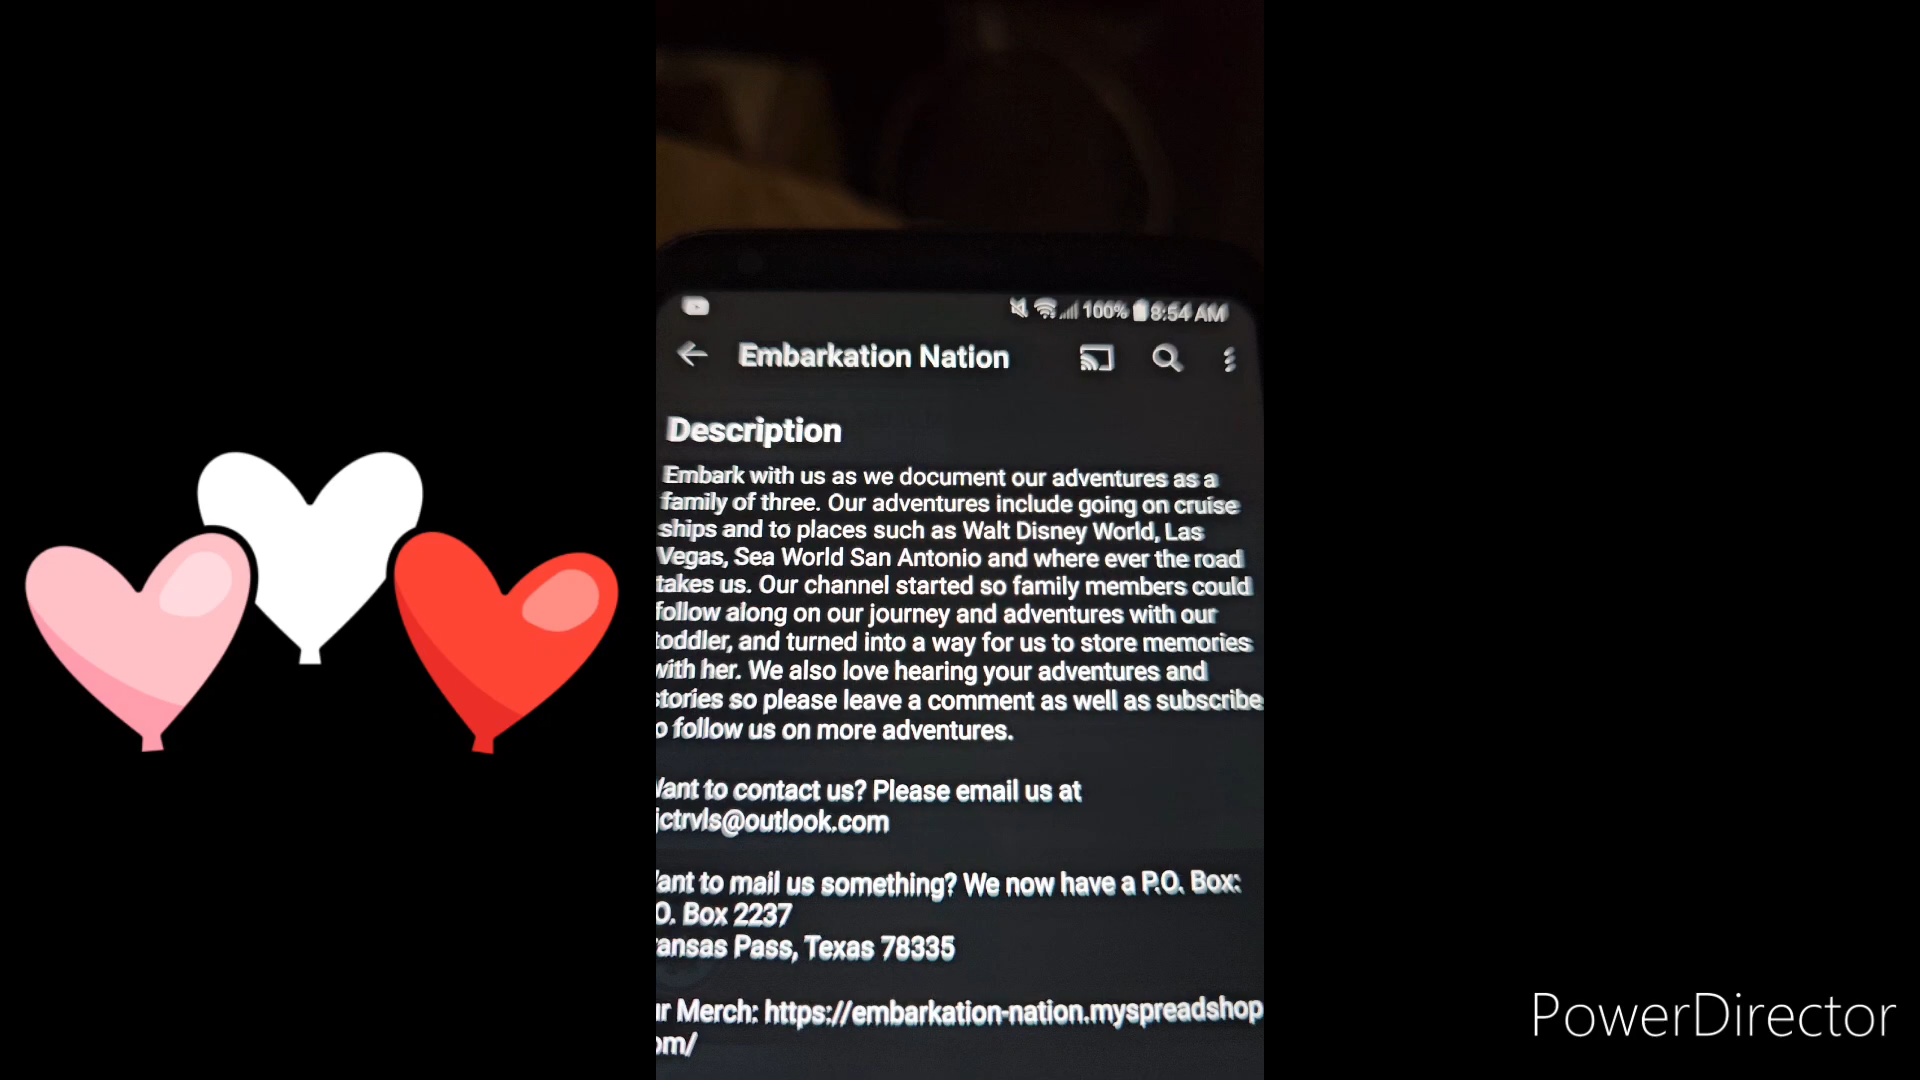 100% 8:54 AM
Embarkation Nation
Description
Embark with us as we document our adventures as a
family of three. Our adventures include going on cruise
ships and to places such as Walt Disney World, Las
Vegas, Sea World San Antonio and where ever the road
takes us. Our channel started so family members could
follow along on our journey and adventures with our
toddler, and turned into a way for us to store memories
with her. We also love hearing your adventures and
stories so please leave a comment as well as subscribe
o follow us on more adventures.
ant to contact us? Please email us at
jctrvls@outlook.com
ant to mail us something? We now have a P.O. Box:
O. Box 2237
ansas Pass, Texas 78335
ur Merch: https://embarkation-nation.myspreadshop
om/
PowerDirector